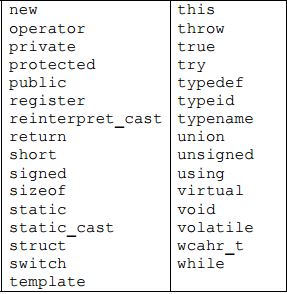 new
operator
private
protected
public
register
reinterpret_cast
return
short
signed
sizeof
static
static_cast
struct
switch
template
this
throw
true
try
typedef
typeid
typename
union
unsigned
using
virtual
void
volatile
wcahr_t
while